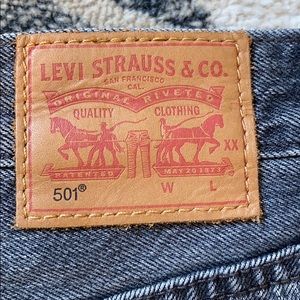 LEVI STRAUSS & CO.
SAN FRANCISCO
CAL.
ORIGINAL RIVETED
QUALITY CLOTHING
XX
PATENTED MAY 20 1873
501® W L